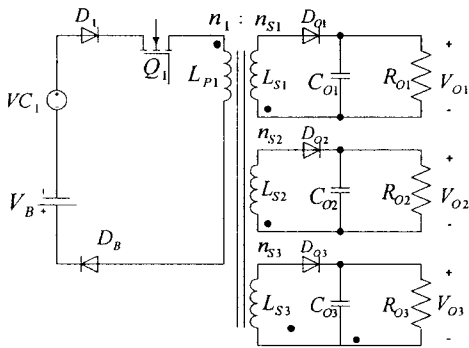 D1
Q1
n1 : nS1
DO1
VC1
LP1
LS1
CO1
RO1
VO1
+
-
VB
+
DB
nS2
DO2
LS2
CO2
RO2
VO2
+
-
nS3
DO3
LS3
CO3
RO3
VO3
+
-